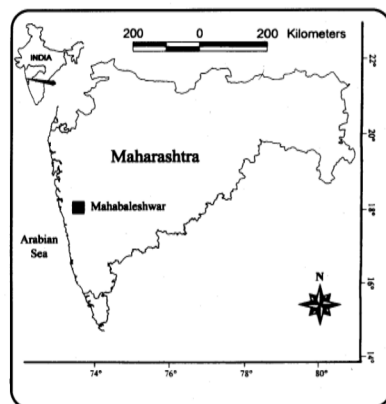 200 0 200 Kilometers
INDIA
22°
20°
Maharashtra
Mahabaleshwar
18°
Arabian
Sea
16°
N
14°
74° 76° 78° 80°